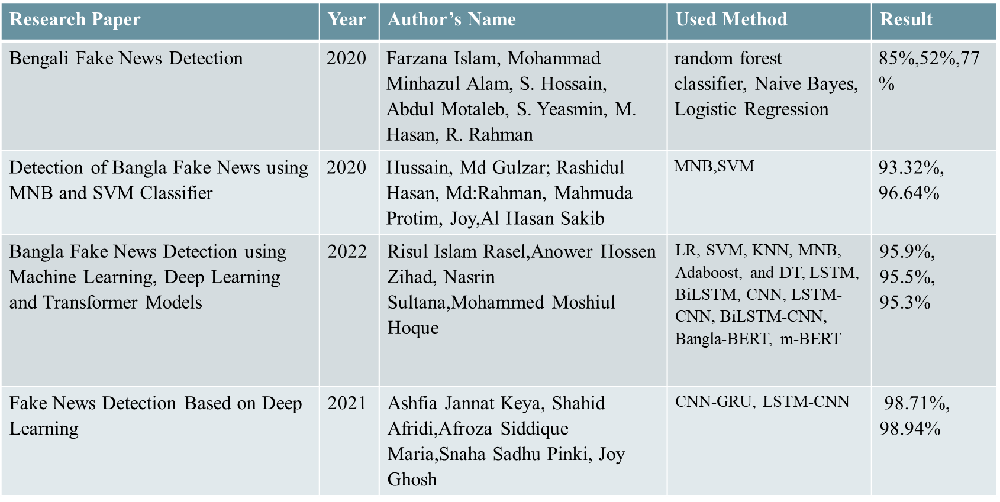 Research Paper
Year
Author’s Name
Used Method
Result
Bengali Fake News Detection
2020
Farzana Islam, Mohammad
Minhazul Alam, S. Hossain,
Abdul Motaleb, S. Yeasmin, M.
Hasan, R. Rahman
random forest
classifier, Naive Bayes,
Logistic Regression
85%,52%,77
%
Detection of Bangla Fake News using
MNB and SVM Classifier
2020
Hussain, Md Gulzar; Rashidul
Hasan, Md:Rahman, Mahmuda
Protim, Joy,Al Hasan Sakib
MNB,SVM
93.32%,
96.64%
Bangla Fake News Detection using
Machine Learning, Deep Learning
and Transformer Models
2022
Risul Islam Rasel,Anower Hossen
Zihad, Nasrin
Sultana,Mohammed Moshiul
Hoque
LR, SVM, KNN, MNB,
Adaboost, and DT, LSTM,
BiLSTM, CNN, LSTM-
CNN, BiLSTM-CNN,
Bangla-BERT, m-BERT
95.9%,
95.5%,
95.3%
Fake News Detection Based on Deep
Learning
2021
Ashfia Jannat Keya, Shahid
Afridi,Afroza Siddique
Maria,Snaha Sadhu Pinki, Joy
Ghosh
CNN-GRU, LSTM-CNN
98.71%,
98.94%